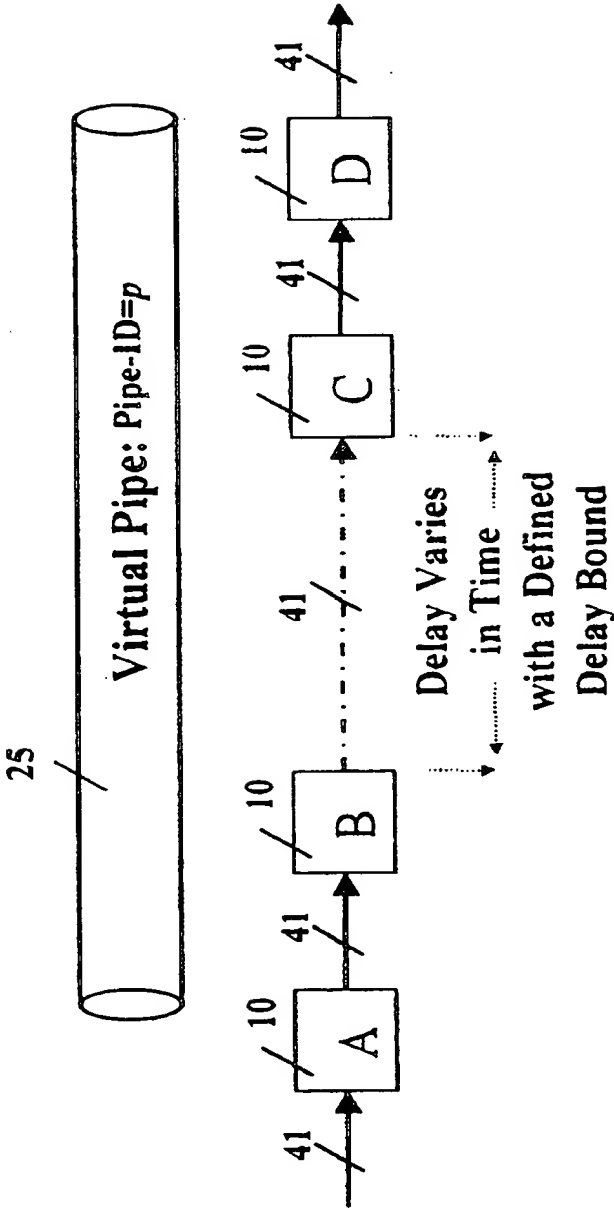 25
Virtual Pipe: Pipe-ID=p
41
10
A
41
10
B
41
10
C
41
10
D
41
Delay Varies
in Time
with a Defined
Delay Bound